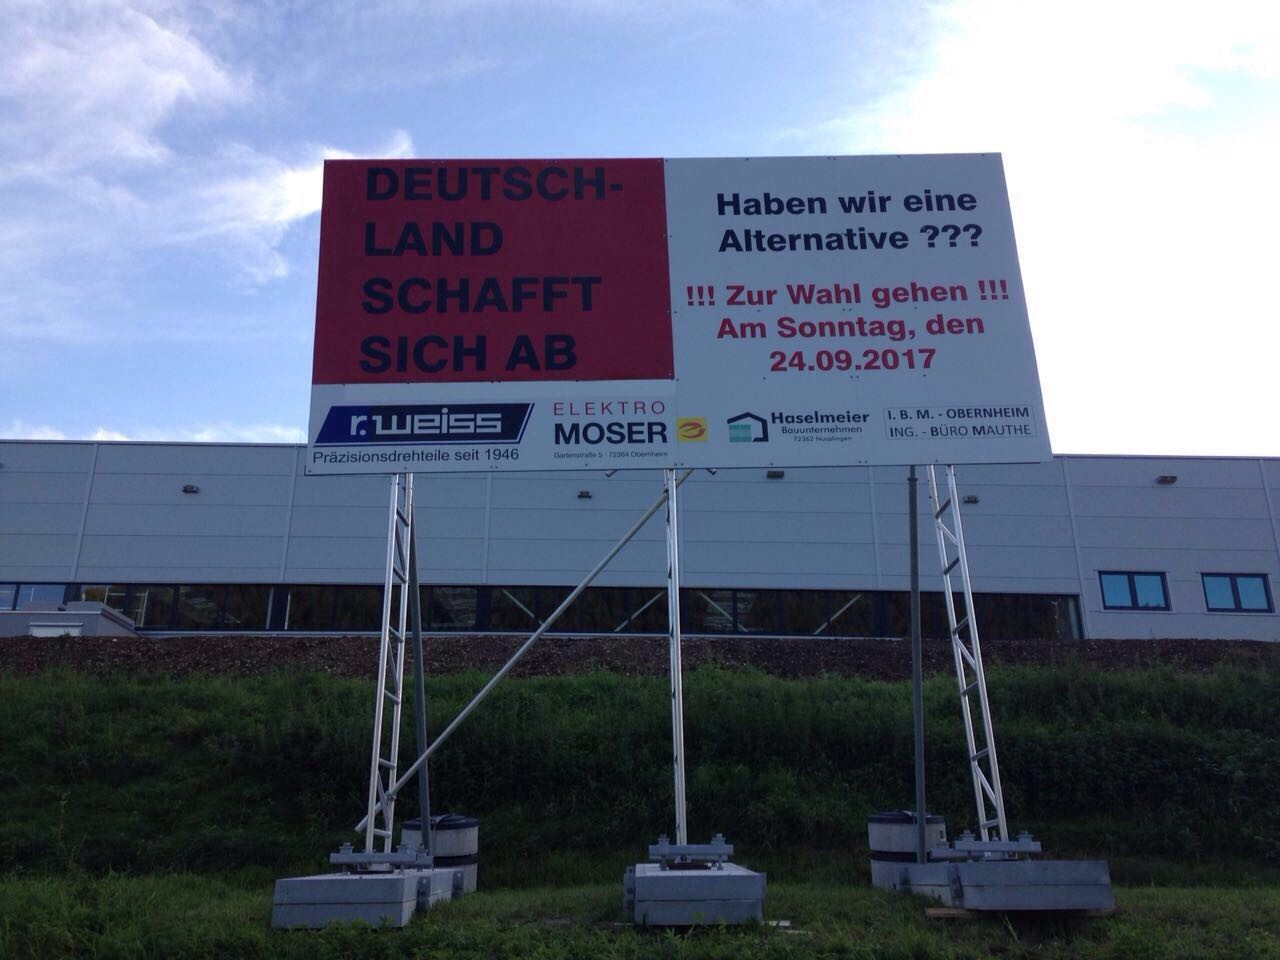 DEUTSCH-
LAND
SCHAFFT
SICH AB
Haben wir eine
Alternative ???
!!! Zur Wahl gehen !!!
Am Sonntag, den
24.09.2017
r.weiss
Präzisionsdrehteile seit 1946
ELEKTRO
MOSER
Gartenstraße 5 · 72364 Obernheim
Haselmeier
Bauunternehmen
72362 Nusplingen
I. B. M. - OBERNHEIM
ING. - BÜRO MAUTHE